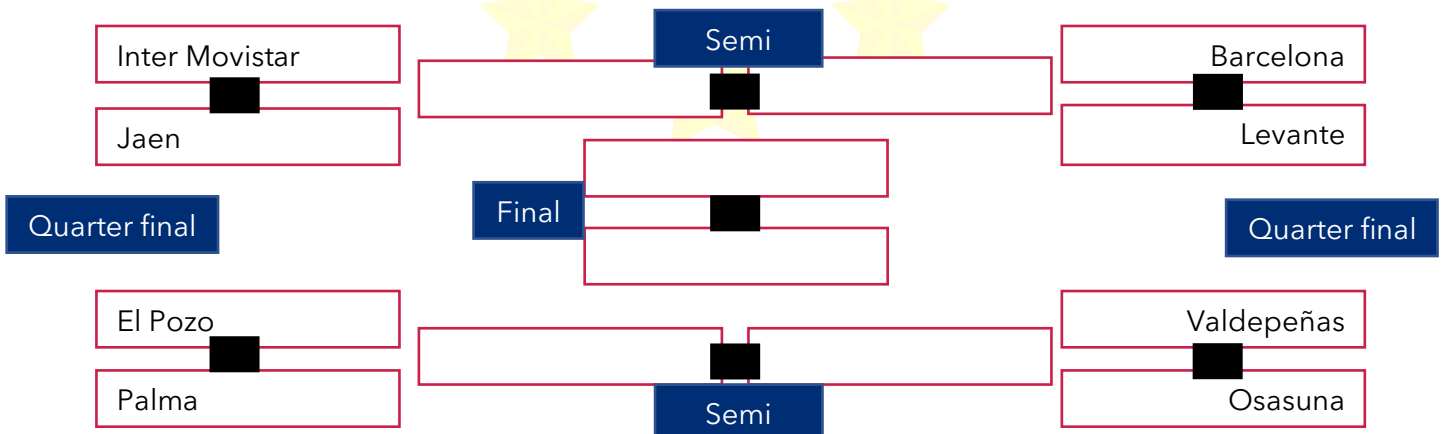 Semi
Inter Movistar
Barcelona
Jaen
Levante
Final
Quarter final
Quarter final
El Pozo
Valdepeñas
Palma
Osasuna
Semi